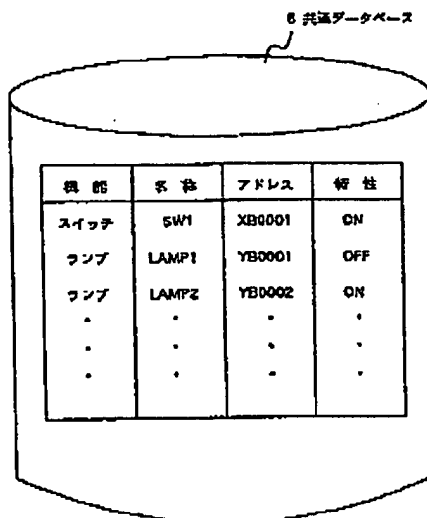 6 共通データベース
機能 名称 アドレス 特性
スイッチ SW1 XB0001 ON
ランプ LAMP1 YB0001 OFF
ランプ LAMP2 YB0002 ON